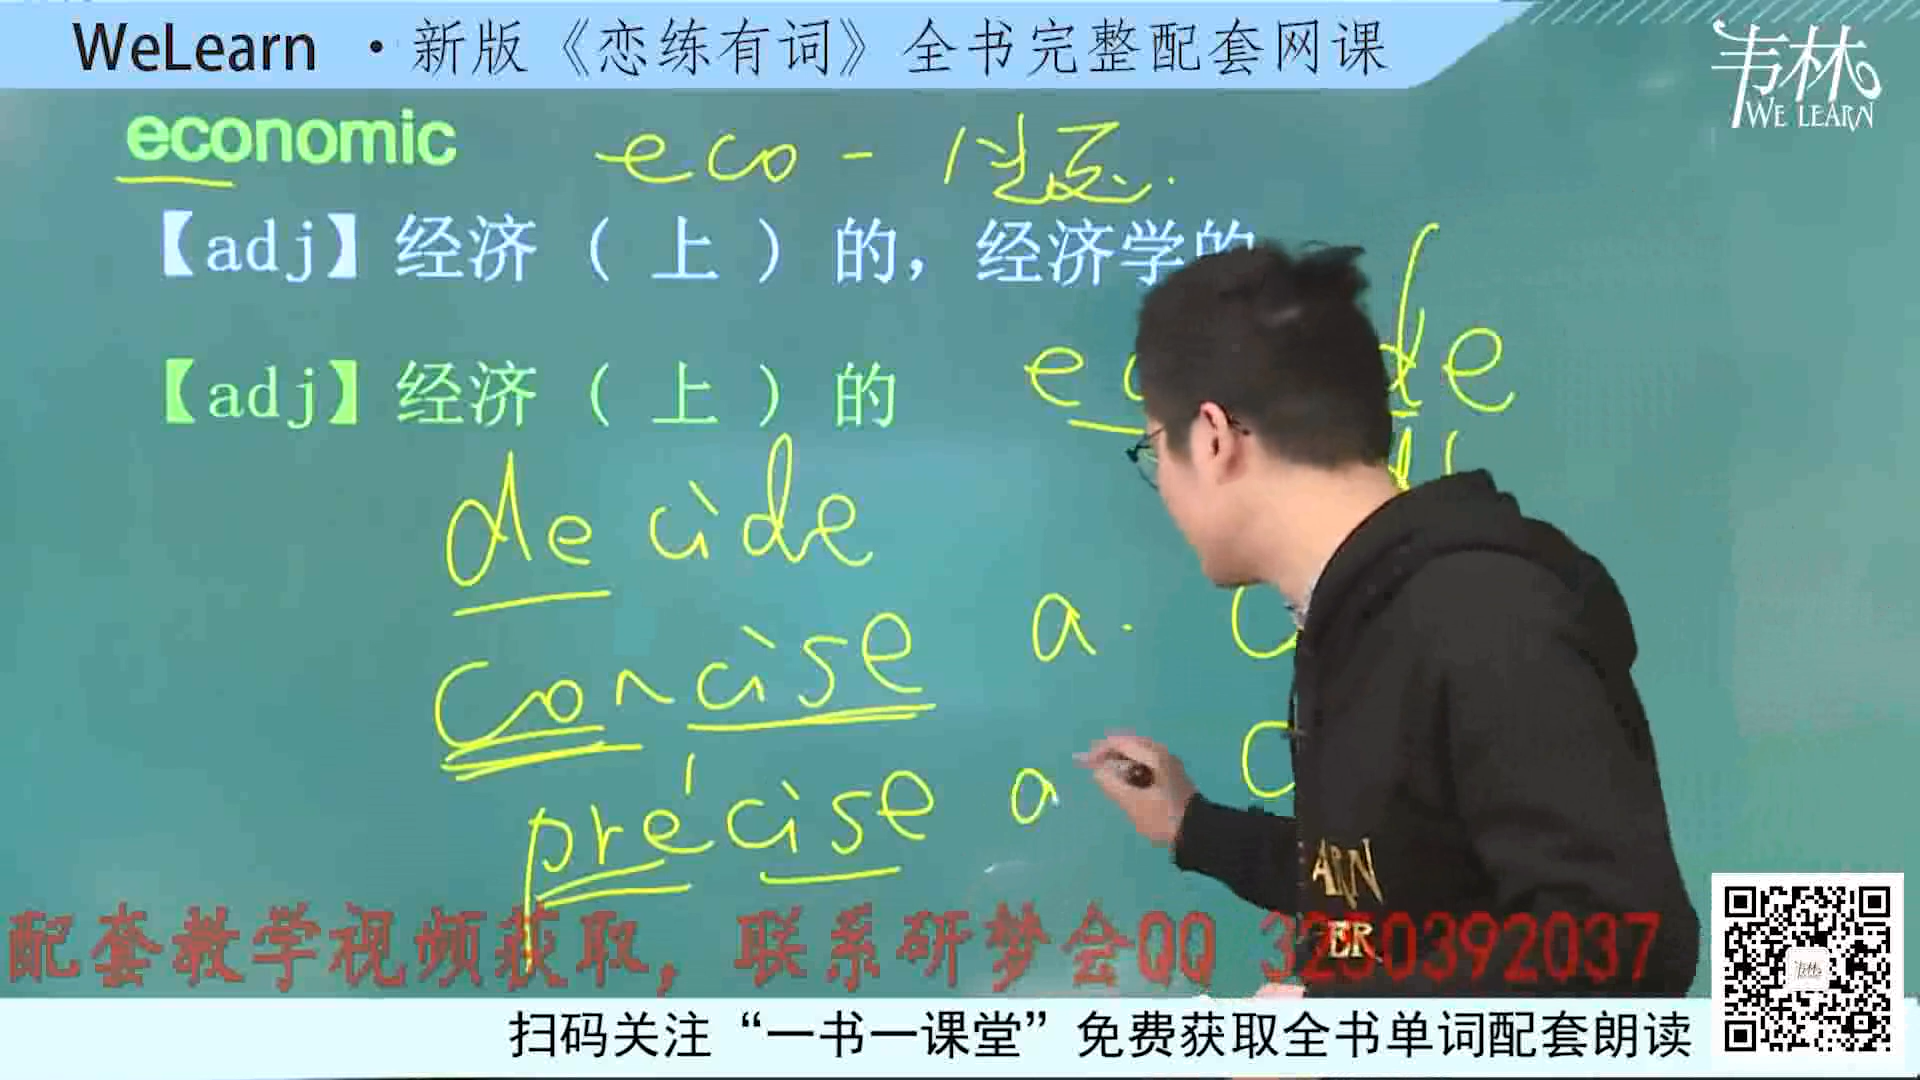 WeLearn ·新版《恋练有词》全书完整配套网课
韦林
WE LEARN
economic
eco - 生态.
【adj】经济（上）的，经济学的
【adj】经济（上）的
de
decide
concise a.
precise a
配套教学视频获取，联系研梦会QQ 3250392037
扫码关注“一书一课堂”免费获取全书单词配套朗读